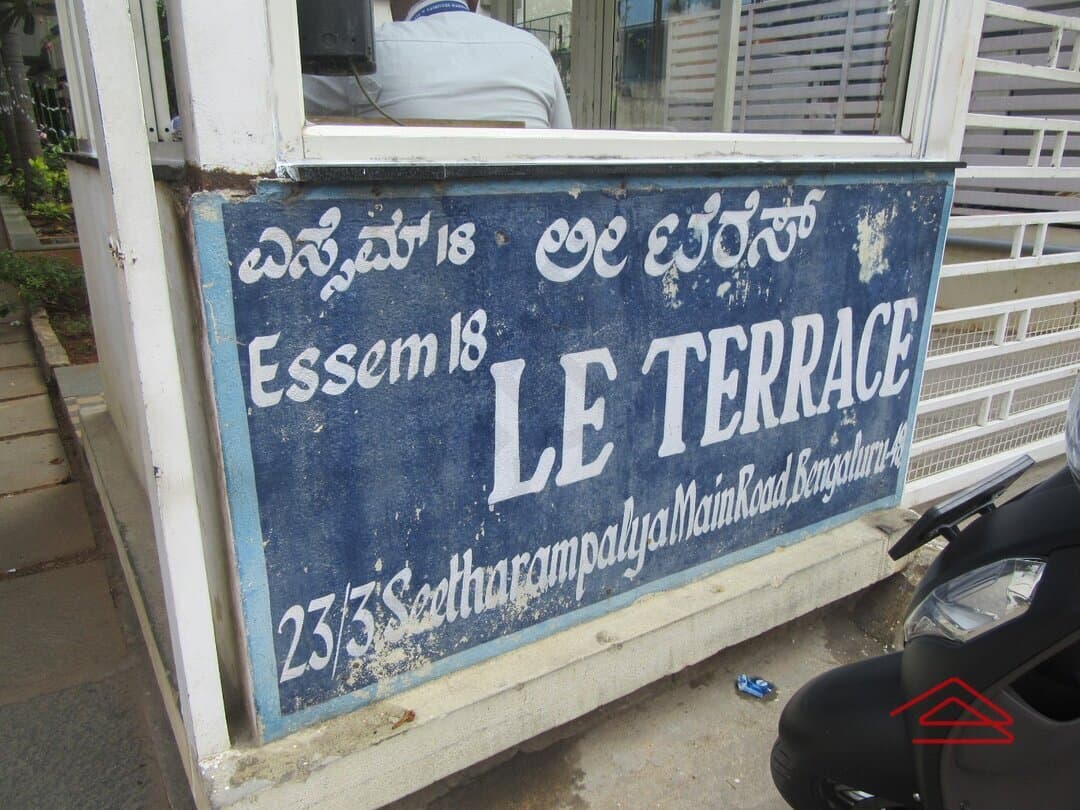 ಎಸ್ಸೆಮ್ 18 ಲೀ ಟೆರೆಸ್
Essem 18
LE TERRACE
23/3 Seetharampalya Main Road, Bengaluru-48